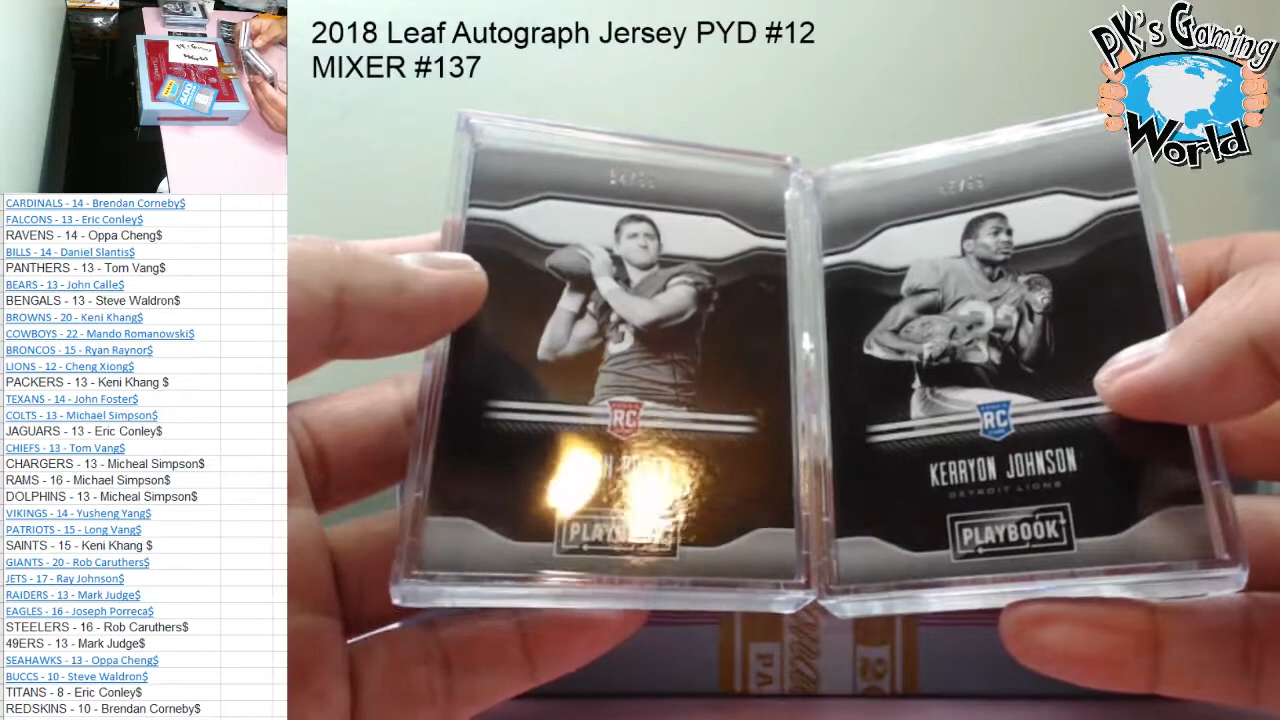 2018 Leaf Autograph Jersey PYD #12
MIXER #137
PK's Gaming
World
CARDINALS - 14 - Brendan Corneby$
FALCONS - 13 - Eric Conley$
RAVENS - 14 - Oppa Cheng$
BILLS - 14 - Daniel Slantis$
PANTHERS - 13 - Tom Vang$
BEARS - 13 - John Calle$
BENGALS - 13 - Steve Waldron$
BROWNS - 20 - Keni Khang$
COWBOYS - 22 - Mando Romanowski$
BRONCOS - 15 - Ryan Raynor$
LIONS - 12 - Cheng Xiong$
PACKERS - 13 - Keni Khang $
TEXANS - 14 - John Foster$
COLTS - 13 - Michael Simpson$
JAGUARS - 13 - Eric Conley$
CHIEFS - 13 - Tom Vang$
CHARGERS - 13 - Micheal Simpson$
RAMS - 16 - Michael Simpson$
DOLPHINS - 13 - Micheal Simpson$
VIKINGS - 14 - Yusheng Yang$
PATRIOTS - 15 - Long Vang$
SAINTS - 15 - Keni Khang $
GIANTS - 20 - Rob Caruthers$
JETS - 17 - Ray Johnson$
RAIDERS - 13 - Mark Judge$
EAGLES - 16 - Joseph Porreca$
STEELERS - 16 - Rob Caruthers$
49ERS - 13 - Mark Judge$
SEAHAWKS - 13 - Oppa Cheng$
BUCCS - 10 - Steve Waldron$
TITANS - 8 - Eric Conley$
REDSKINS - 10 - Brendan Corneby$
RC
PLAYBOOK
RC
KERRYON JOHNSON
DETROIT LIONS
PLAYBOOK